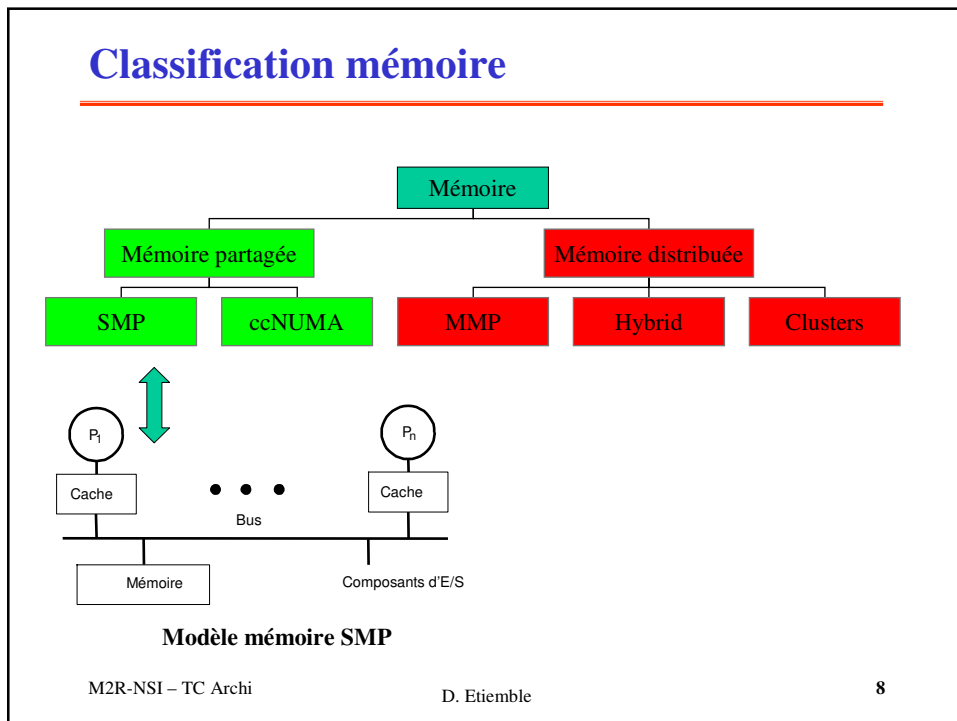 Classification mémoire
Mémoire
Mémoire partagée
Mémoire distribuée
SMP
ccNUMA
MMP
Hybrid
Clusters
P1
Pn
Cache
Cache
Bus
Mémoire
Composants d'E/S
Modèle mémoire SMP
M2R-NSI – TC Archi
D. Etiemble
8